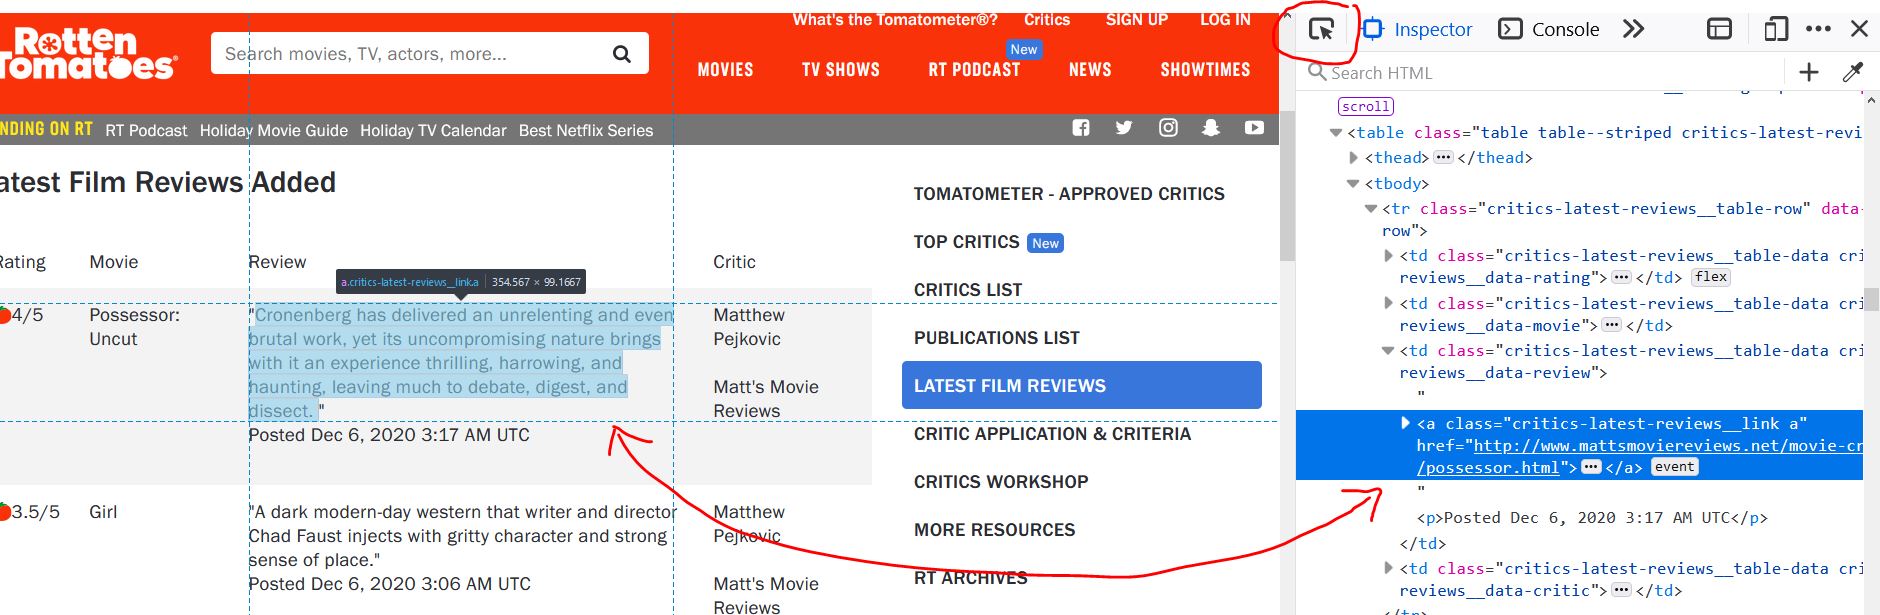 What's the Tomatometer®? Critics SIGN UP LOG IN
Rotten
Tomatoes®
Search movies, TV, actors, more...
New
MOVIES TV SHOWS RT PODCAST NEWS SHOWTIMES
NDING ON RT RT Podcast Holiday Movie Guide Holiday TV Calendar Best Netflix Series
atest Film Reviews Added
Rating Movie Review Critic
a.critics-latest-reviews__link.a 354.567 × 99.1667
4/5
Possessor:
Uncut
"Cronenberg has delivered an unrelenting and even
brutal work, yet its uncompromising nature brings
with it an experience thrilling, harrowing, and
haunting, leaving much to debate, digest, and
dissect. "
Posted Dec 6, 2020 3:17 AM UTC
Matthew
Pejkovic
Matt's Movie
Reviews
3.5/5
Girl
"A dark modern-day western that writer and director
Chad Faust injects with gritty character and strong
sense of place."
Posted Dec 6, 2020 3:06 AM UTC
Matthew
Pejkovic
Matt's Movie
Reviews
TOMATOMETER - APPROVED CRITICS
TOP CRITICS New
CRITICS LIST
PUBLICATIONS LIST
LATEST FILM REVIEWS
CRITIC APPLICATION & CRITERIA
CRITICS WORKSHOP
MORE RESOURCES
RT ARCHIVES
Inspector Console
Search HTML
scroll
<table class="table table--striped critics-latest-revi
<thead> ••• </thead>
<tbody>
<tr class="critics-latest-reviews__table-row" data-
row">
<td class="critics-latest-reviews__table-data cri
reviews__data-rating"> ••• </td> flex
<td class="critics-latest-reviews__table-data cri
reviews__data-movie"> ••• </td>
<td class="critics-latest-reviews__table-data cri
reviews__data-review">
"
<a class="critics-latest-reviews__link a"
href="http://www.mattsmoviereviews.net/movie-cr
/possessor.html"> ••• </a> event
"
<p>Posted Dec 6, 2020 3:17 AM UTC</p>
</td>
<td class="critics-latest-reviews__table-data cri
reviews__data-critic"> ••• </td>